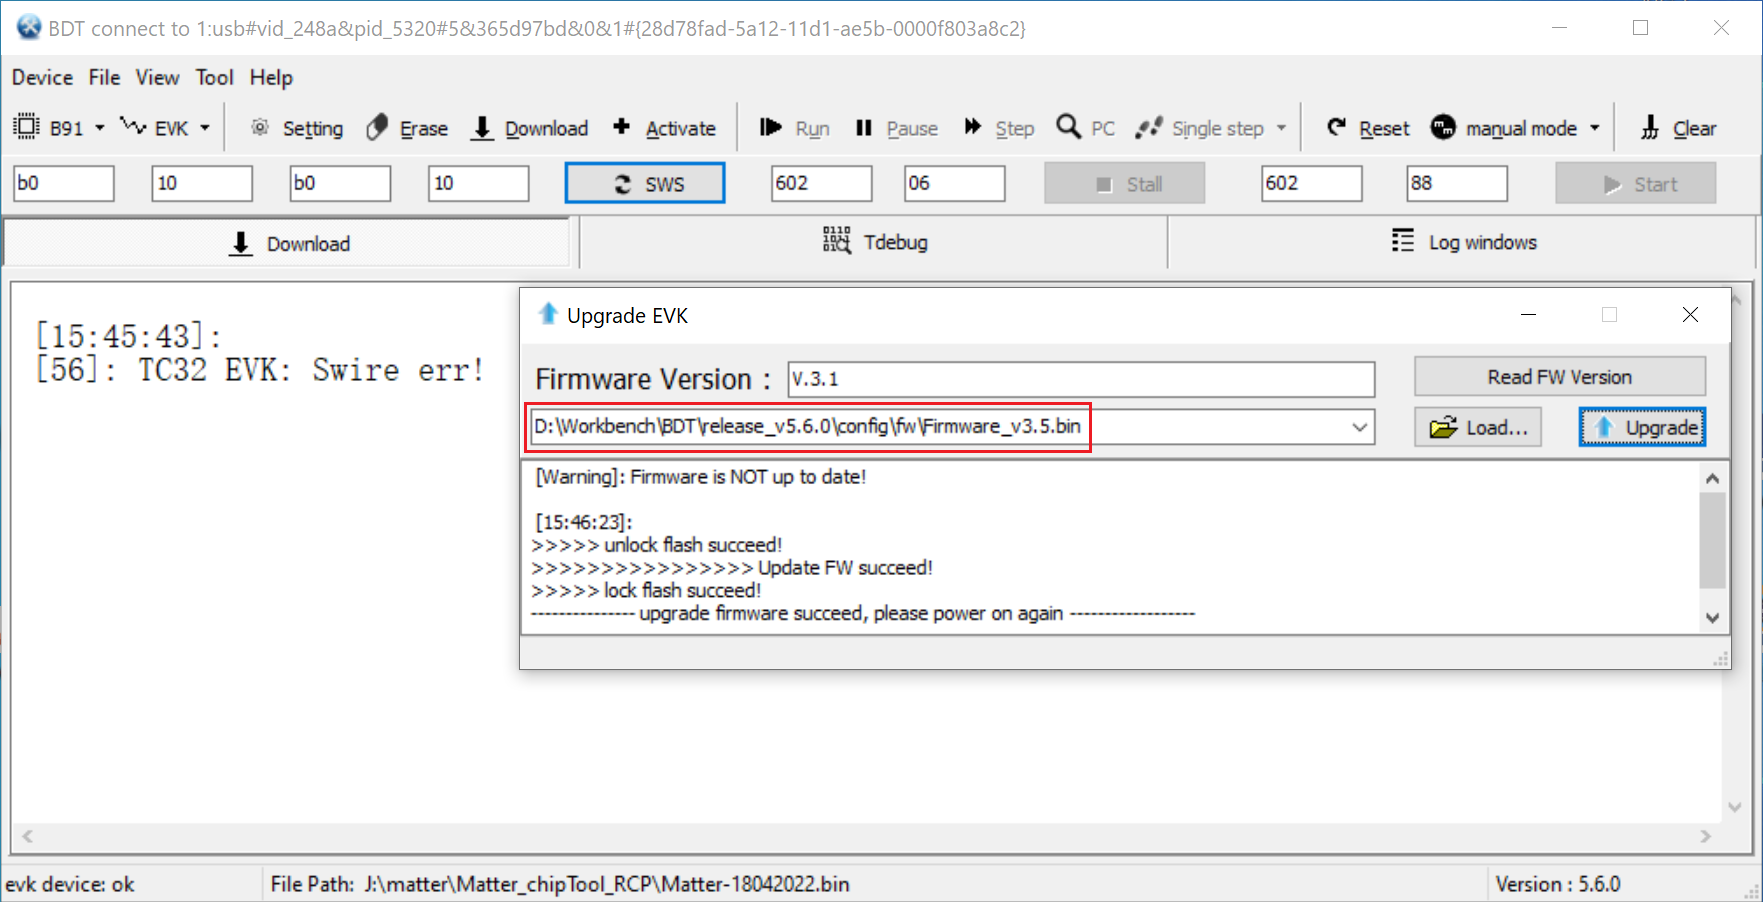 BDT connect to 1:usb#vid_248a&pid_5320#5&365d97bd&0&1#{28d78fad-5a12-11d1-ae5b-0000f803a8c2}
Device File View Tool Help
B91 EVK Setting Erase Download Activate Run Pause Step PC Single step Reset manual mode Clear
b0 10 b0 10 SWS 602 06 Stall 602 88 Start
Download Tdebug Log windows
[15:45:43]:
[56]: TC32 EVK: Swire err!
Upgrade EVK
Firmware Version : V.3.1 Read FW Version
D:\Workbench\BDT\release_v5.6.0\config\fw\Firmware_v3.5.bin Load... Upgrade
[Warning]: Firmware is NOT up to date!
[15:46:23]:
>>>>> unlock flash succeed!
>>>>>>>>>>>>>>>> Update FW succeed!
>>>>> lock flash succeed!
--------------- upgrade firmware succeed, please power on again ------------------
evk device: ok File Path: J:\matter\Matter_chipTool_RCP\Matter-18042022.bin Version : 5.6.0